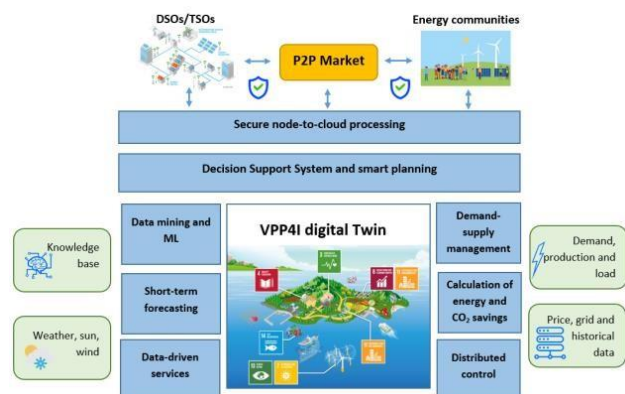 DSOs/TSOs
Energy communities
P2P Market
Secure node-to-cloud processing
Decision Support System and smart planning
Knowledge
base
Weather, sun,
wind
Data mining and
ML
Short-term
forecasting
Data-driven
services
VPP4I digital Twin
Demand-
supply
management
Calculation of
energy and
CO₂ savings
Distributed
control
Demand,
production and
load
Price, grid and
historical
data